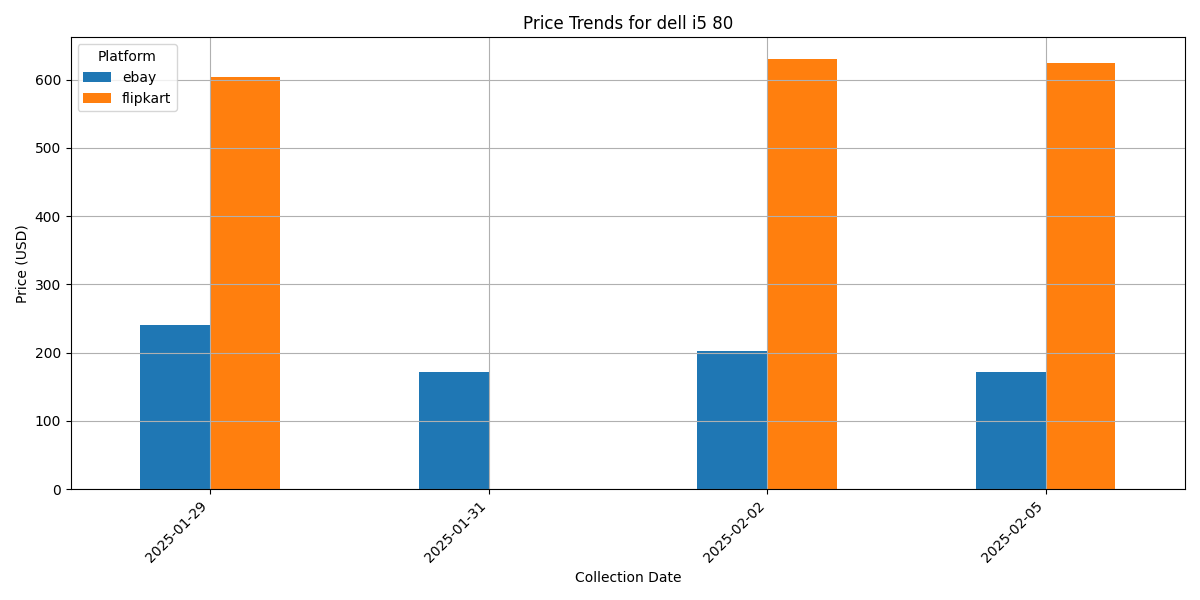 Price Trends for dell i5 80
Platform
ebay
flipkart
Price (USD)
600
500
400
300
200
100
0
2025-01-29
2025-01-31
2025-02-02
2025-02-05
Collection Date